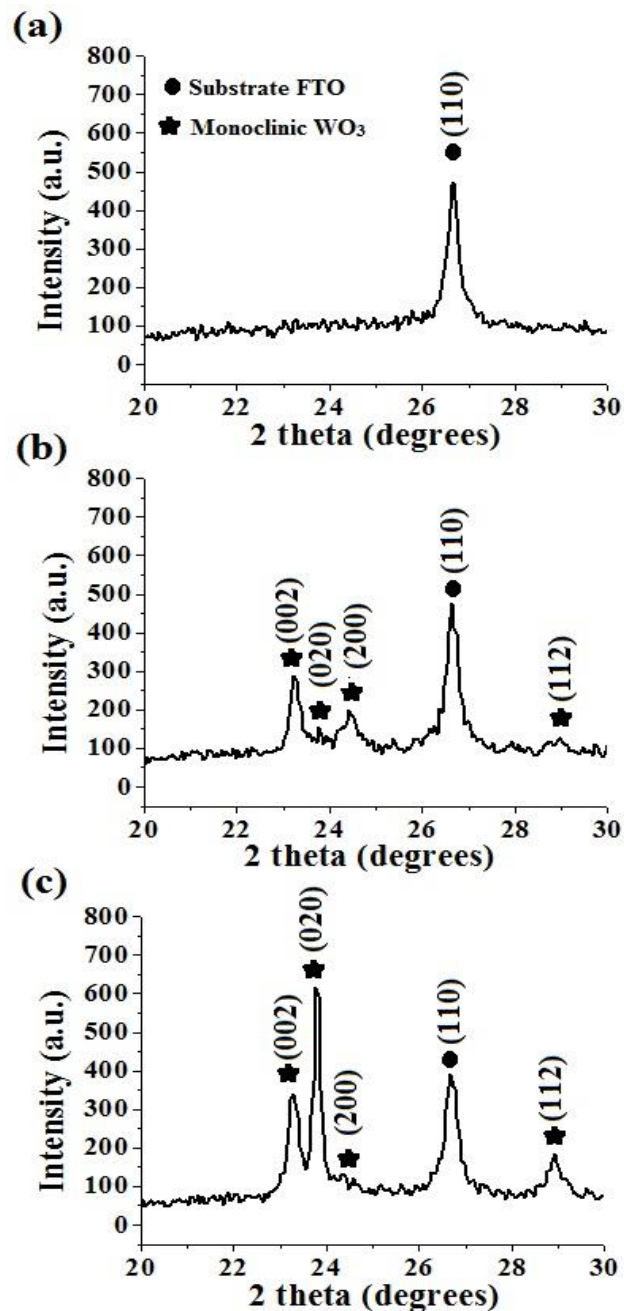 (a)
800
700
600
500
400
300
200
100
0
Intensity (a.u.)
● Substrate FTO
★ Monoclinic WO₃
(110)
20 22 24 26 28 30
2 theta (degrees)
(b)
800
700
600
500
400
300
200
100
0
Intensity (a.u.)
(002)
(020)
(200)
(110)
(112)
20 22 24 26 28 30
2 theta (degrees)
(c)
800
700
600
500
400
300
200
100
0
Intensity (a.u.)
(002)
(020)
(200)
(110)
(112)
20 22 24 26 28 30
2 theta (degrees)